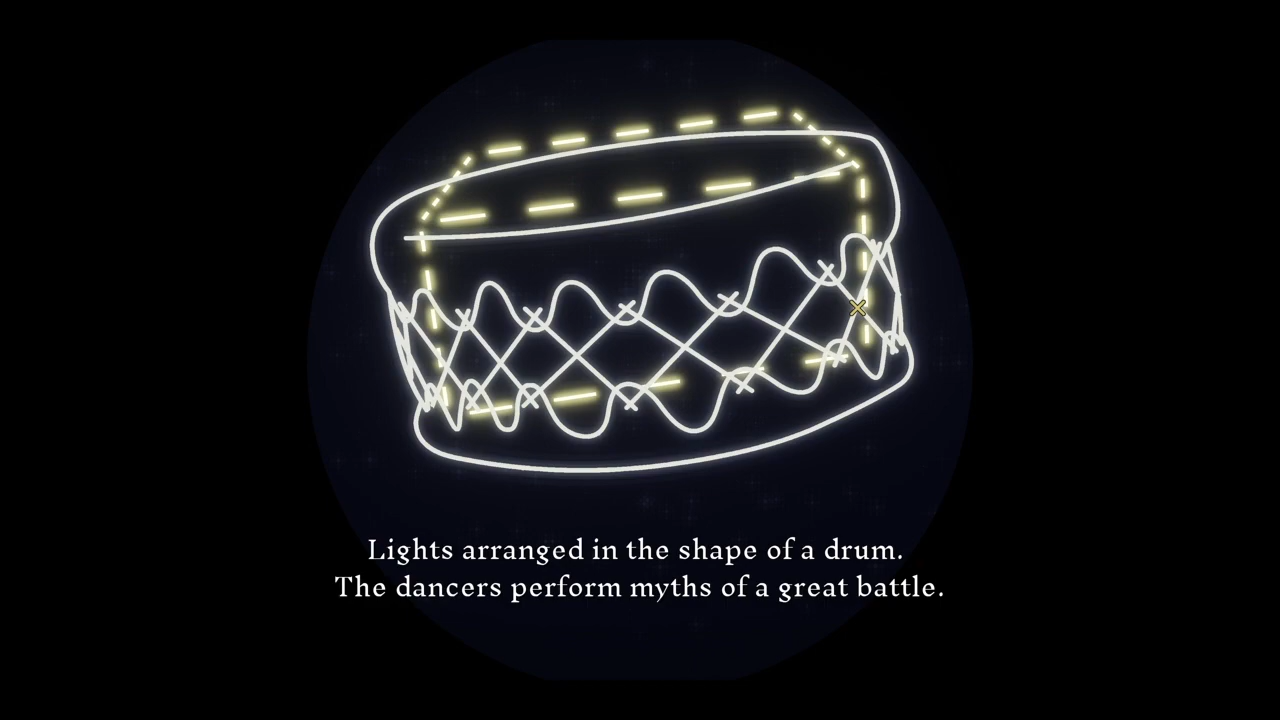 Lights arranged in the shape of a drum.
The dancers perform myths of a great battle.